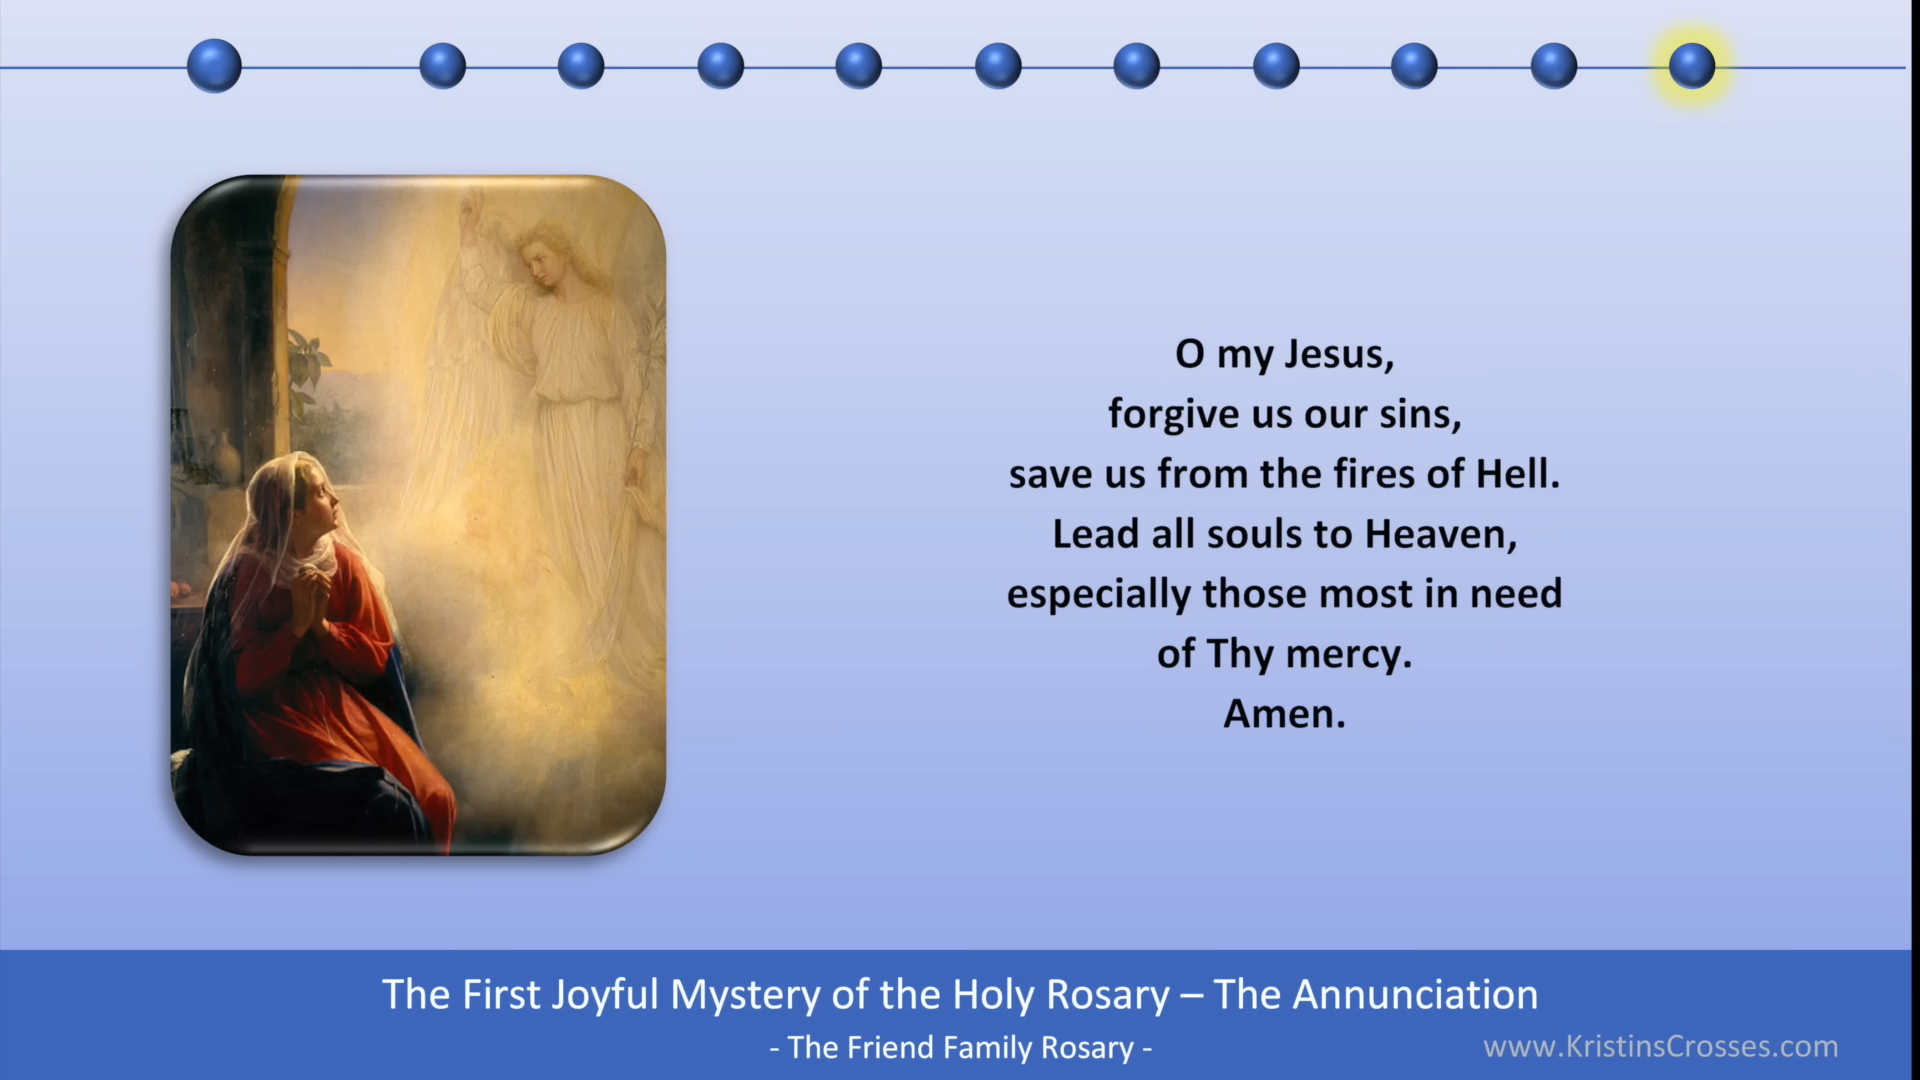 O my Jesus,
forgive us our sins,
save us from the fires of Hell.
Lead all souls to Heaven,
especially those most in need
of Thy mercy.
Amen.
The First Joyful Mystery of the Holy Rosary – The Annunciation
- The Friend Family Rosary -
www.KristinsCrosses.com